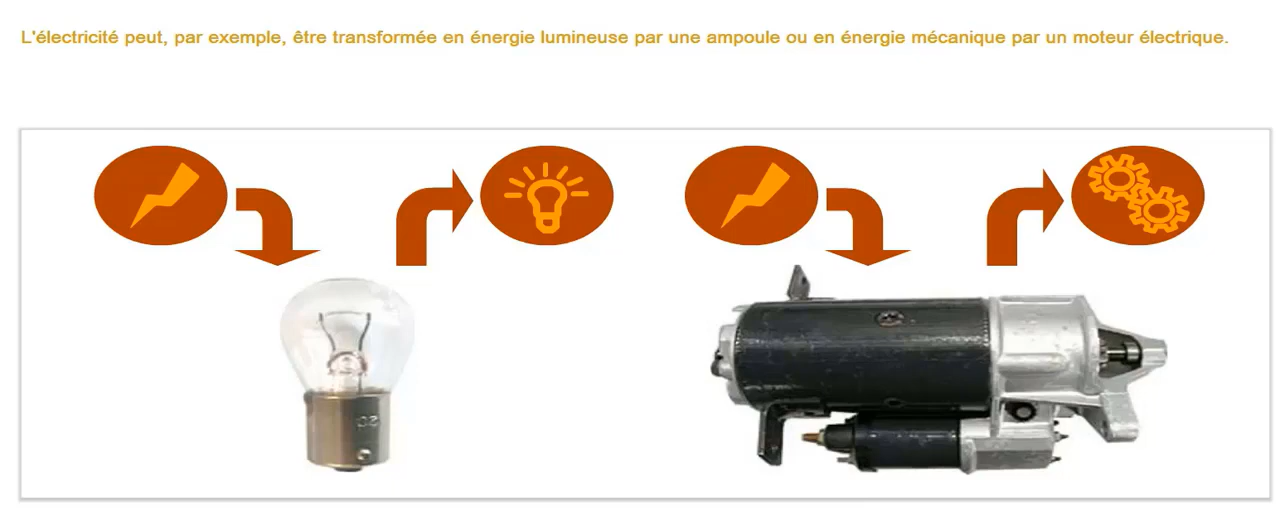 L'électricité peut, par exemple, être transformée en énergie lumineuse par une ampoule ou en énergie mécanique par un moteur électrique.